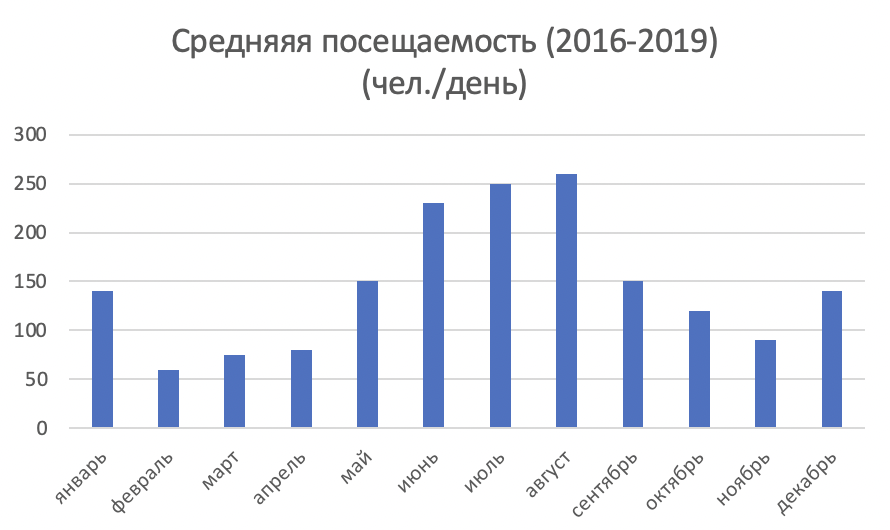 Средняяя посещаемость (2016-2019)
(чел./день)
300
250
200
150
100
50
0
январь
февраль
март
апрель
май
июнь
июль
август
сентябрь
октябрь
ноябрь
декабрь